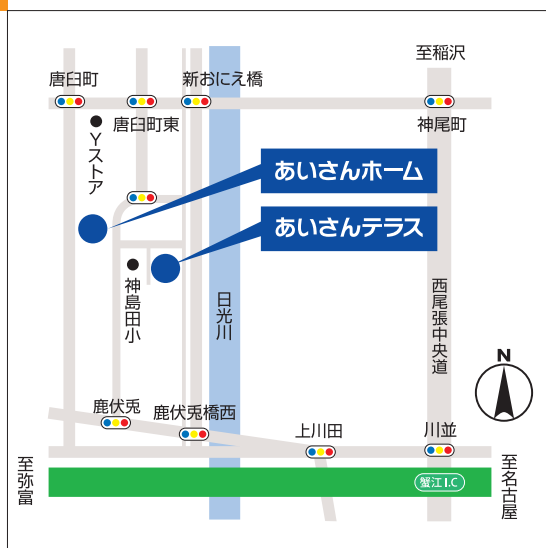 至稲沢
唐臼町
新おにえ橋
唐臼町東
神尾町
Yストア
あいさんホーム
あいさんテラス
神島田小
日光川
西尾張中央道
N
鹿伏兎
鹿伏兎橋西
上川田
川並
至弥富
蟹江I.C
至名古屋